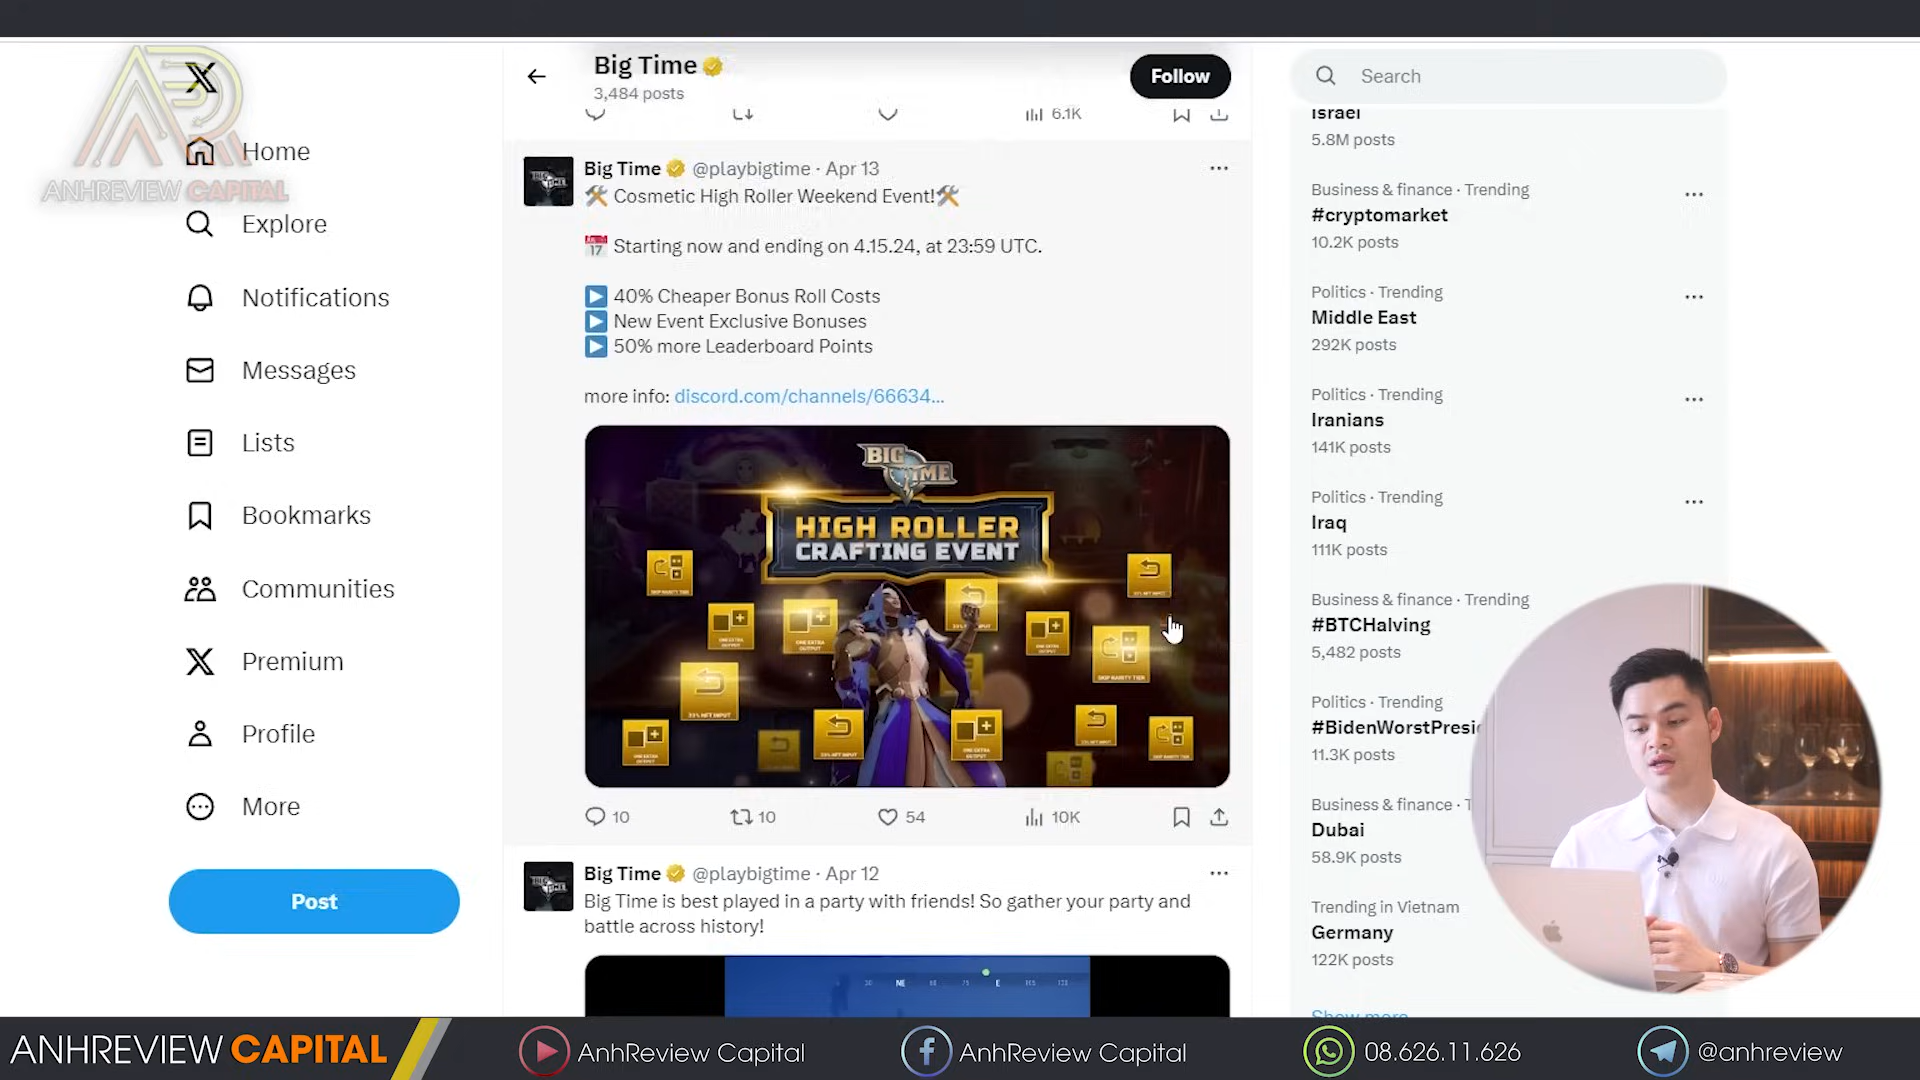 ANHREVIEW CAPITAL
Home
Explore
Notifications
Messages
Lists
Bookmarks
Communities
Premium
Profile
More
Post
Big Time
3,484 posts
Follow
6.1K
Big Time @playbigtime · Apr 13
Cosmetic High Roller Weekend Event!
17 Starting now and ending on 4.15.24, at 23:59 UTC.
40% Cheaper Bonus Roll Costs
New Event Exclusive Bonuses
50% more Leaderboard Points
more info: discord.com/channels/66634...
BIG TIME
HIGH ROLLER
CRAFTING EVENT
10 10 54 10K
Big Time @playbigtime · Apr 12
Big Time is best played in a party with friends! So gather your party and
battle across history!
NE E
Search
Israel
5.8M posts
Business & finance · Trending
#cryptomarket
10.2K posts
Politics · Trending
Middle East
292K posts
Politics · Trending
Iranians
141K posts
Politics · Trending
Iraq
111K posts
Business & finance · Trending
#BTCHalving
5,482 posts
Politics · Trending
#BidenWorstPresi
11.3K posts
Business & finance · T
Dubai
58.9K posts
Trending in Vietnam
Germany
122K posts
Show more
ANHREVIEW CAPITAL
AnhReview Capital
AnhReview Capital
08.626.11.626
@anhreview